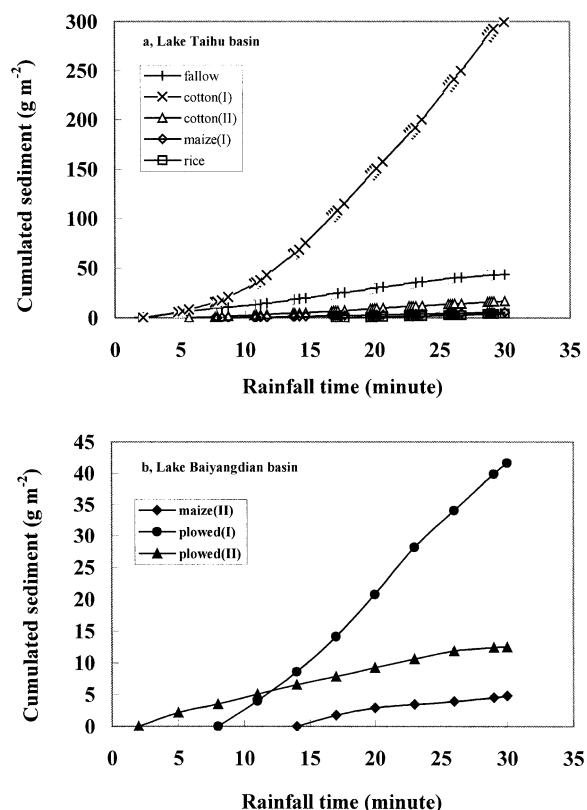 a, Lake Taihu basin
fallow
cotton(I)
cotton(II)
maize(I)
rice
Cumulated sediment (g m⁻²)
300
250
200
150
100
50
0
0 5 10 15 20 25 30 35
Rainfall time (minute)
b, Lake Baiyangdian basin
maize(II)
plowed(I)
plowed(II)
Cumulated sediment (g m⁻²)
45
40
35
30
25
20
15
10
5
0
0 5 10 15 20 25 30 35
Rainfall time (minute)